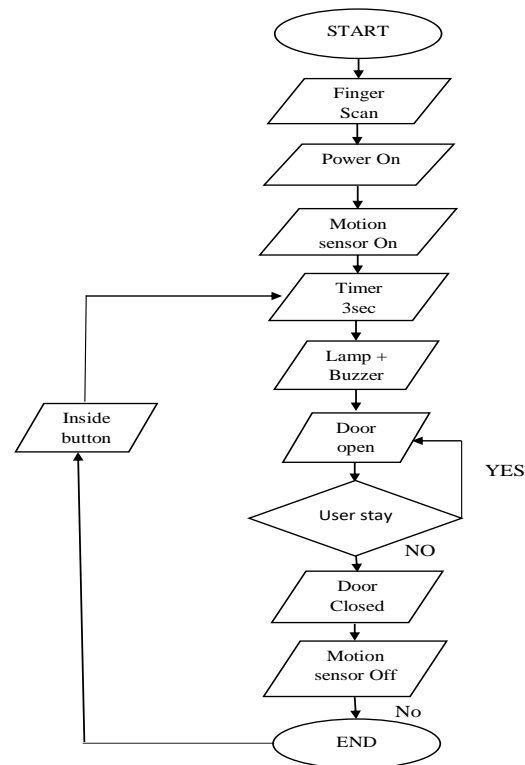 START
Finger
Scan
Power On
Motion
sensor On
Timer
3sec
Lamp +
Buzzer
Inside
button
Door
open
YES
User stay
NO
Door
Closed
Motion
sensor Off
No
END